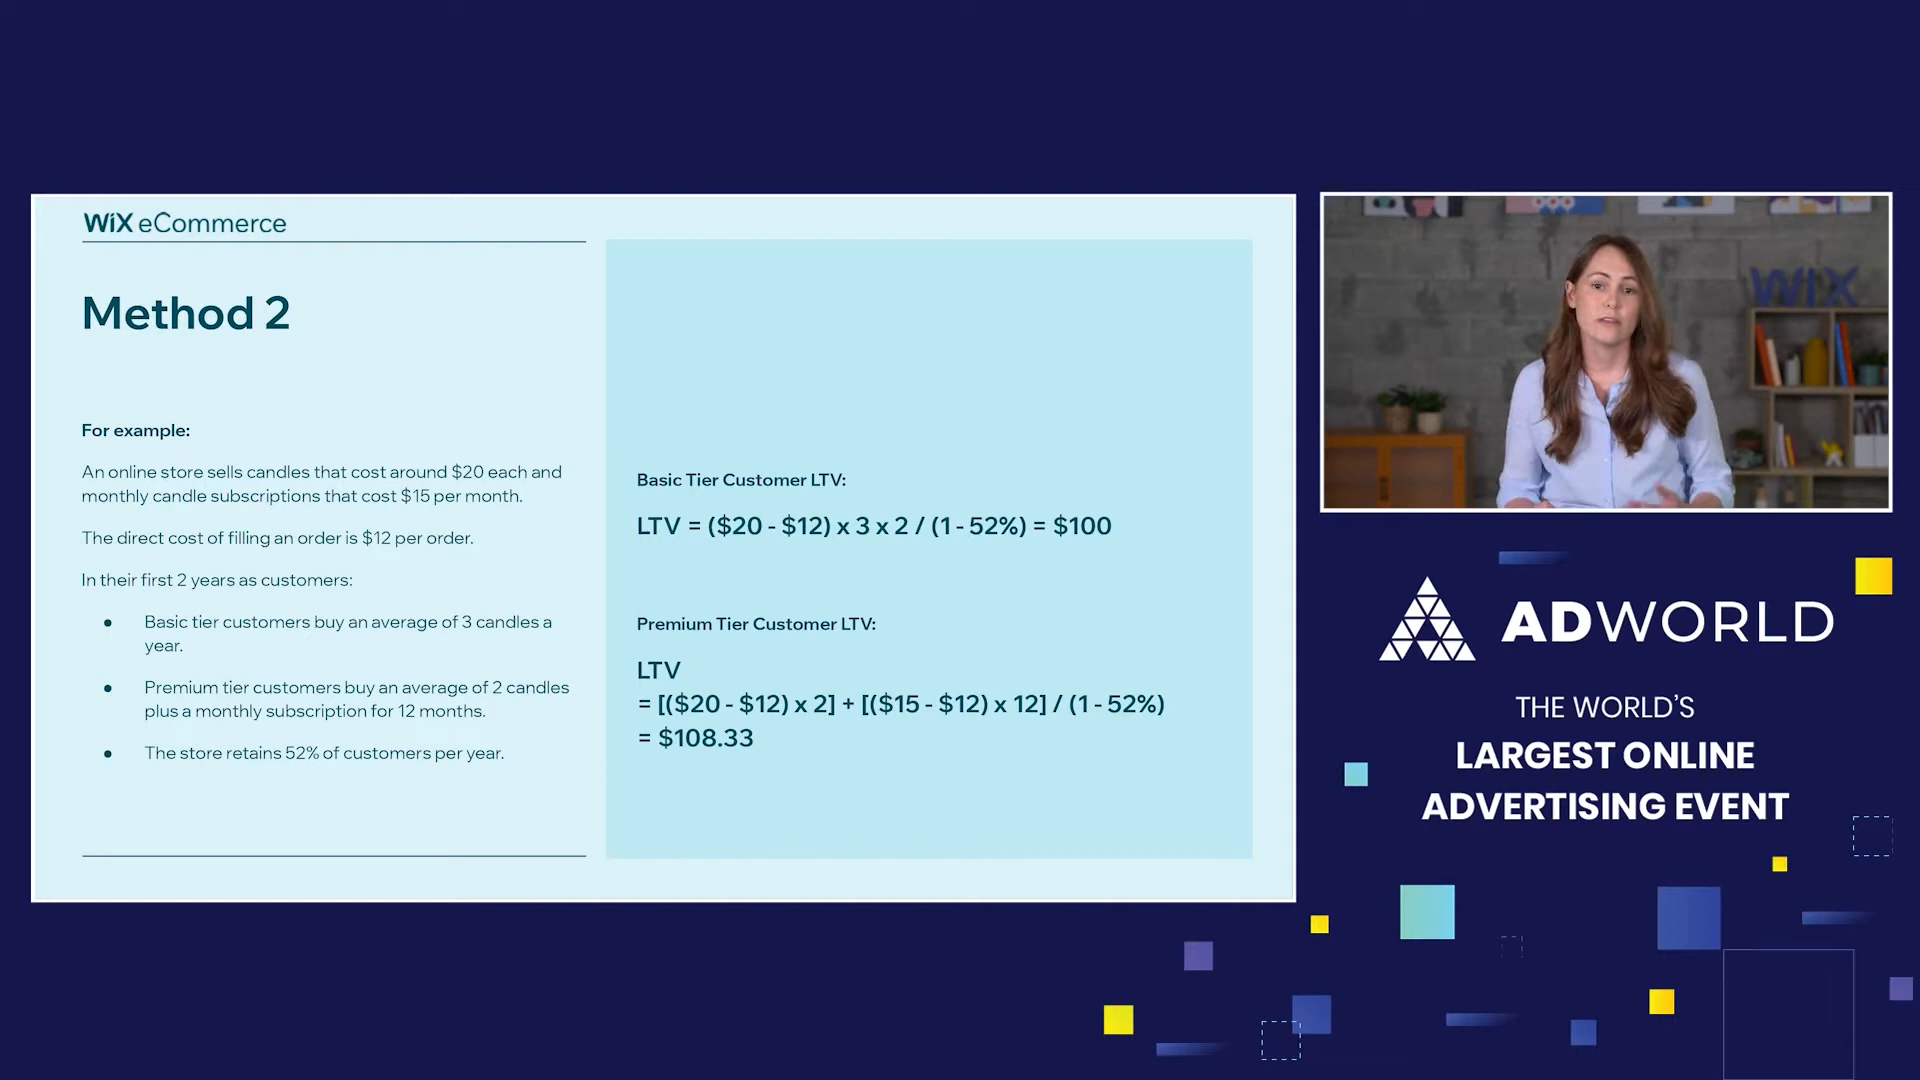 WiX eCommerce
Method 2
For example:
An online store sells candles that cost around $20 each and
monthly candle subscriptions that cost $15 per month.
The direct cost of filling an order is $12 per order.
In their first 2 years as customers:
● Basic tier customers buy an average of 3 candles a
year.
● Premium tier customers buy an average of 2 candles
plus a monthly subscription for 12 months.
● The store retains 52% of customers per year.
Basic Tier Customer LTV:
LTV = ($20 - $12) x 3 x 2 / (1 - 52%) = $100
Premium Tier Customer LTV:
LTV
= [($20 - $12) x 2] + [($15 - $12) x 12] / (1 - 52%)
= $108.33
WIX
ADWORLD
THE WORLD'S
LARGEST ONLINE
ADVERTISING EVENT